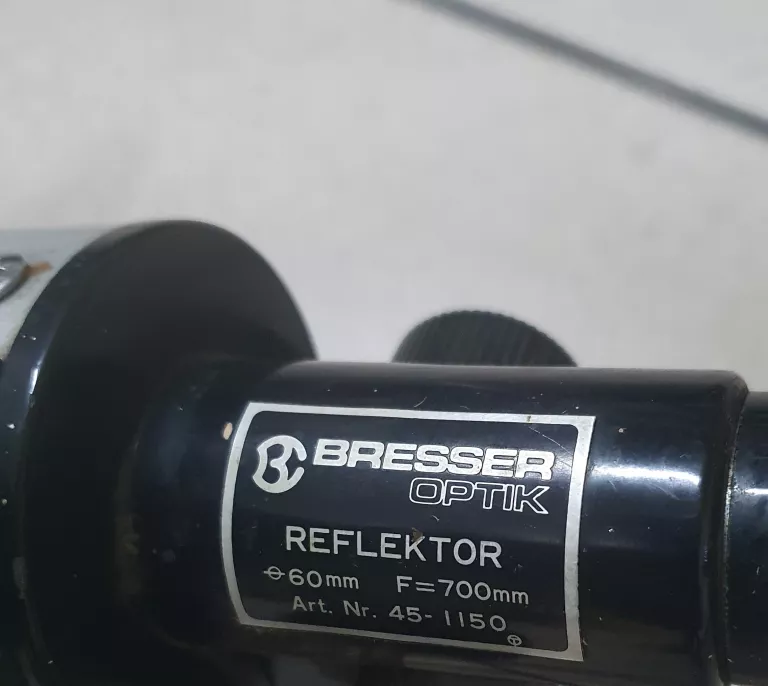 BRESSER
OPTIK
REFLEKTOR
⌀60mm F=700mm
Art. Nr. 45-1150